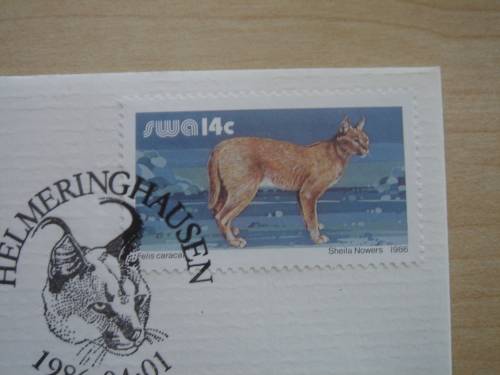 swa 14c
Felis caracal
Sheila Nowers 1986
HELMERINGHAUSEN